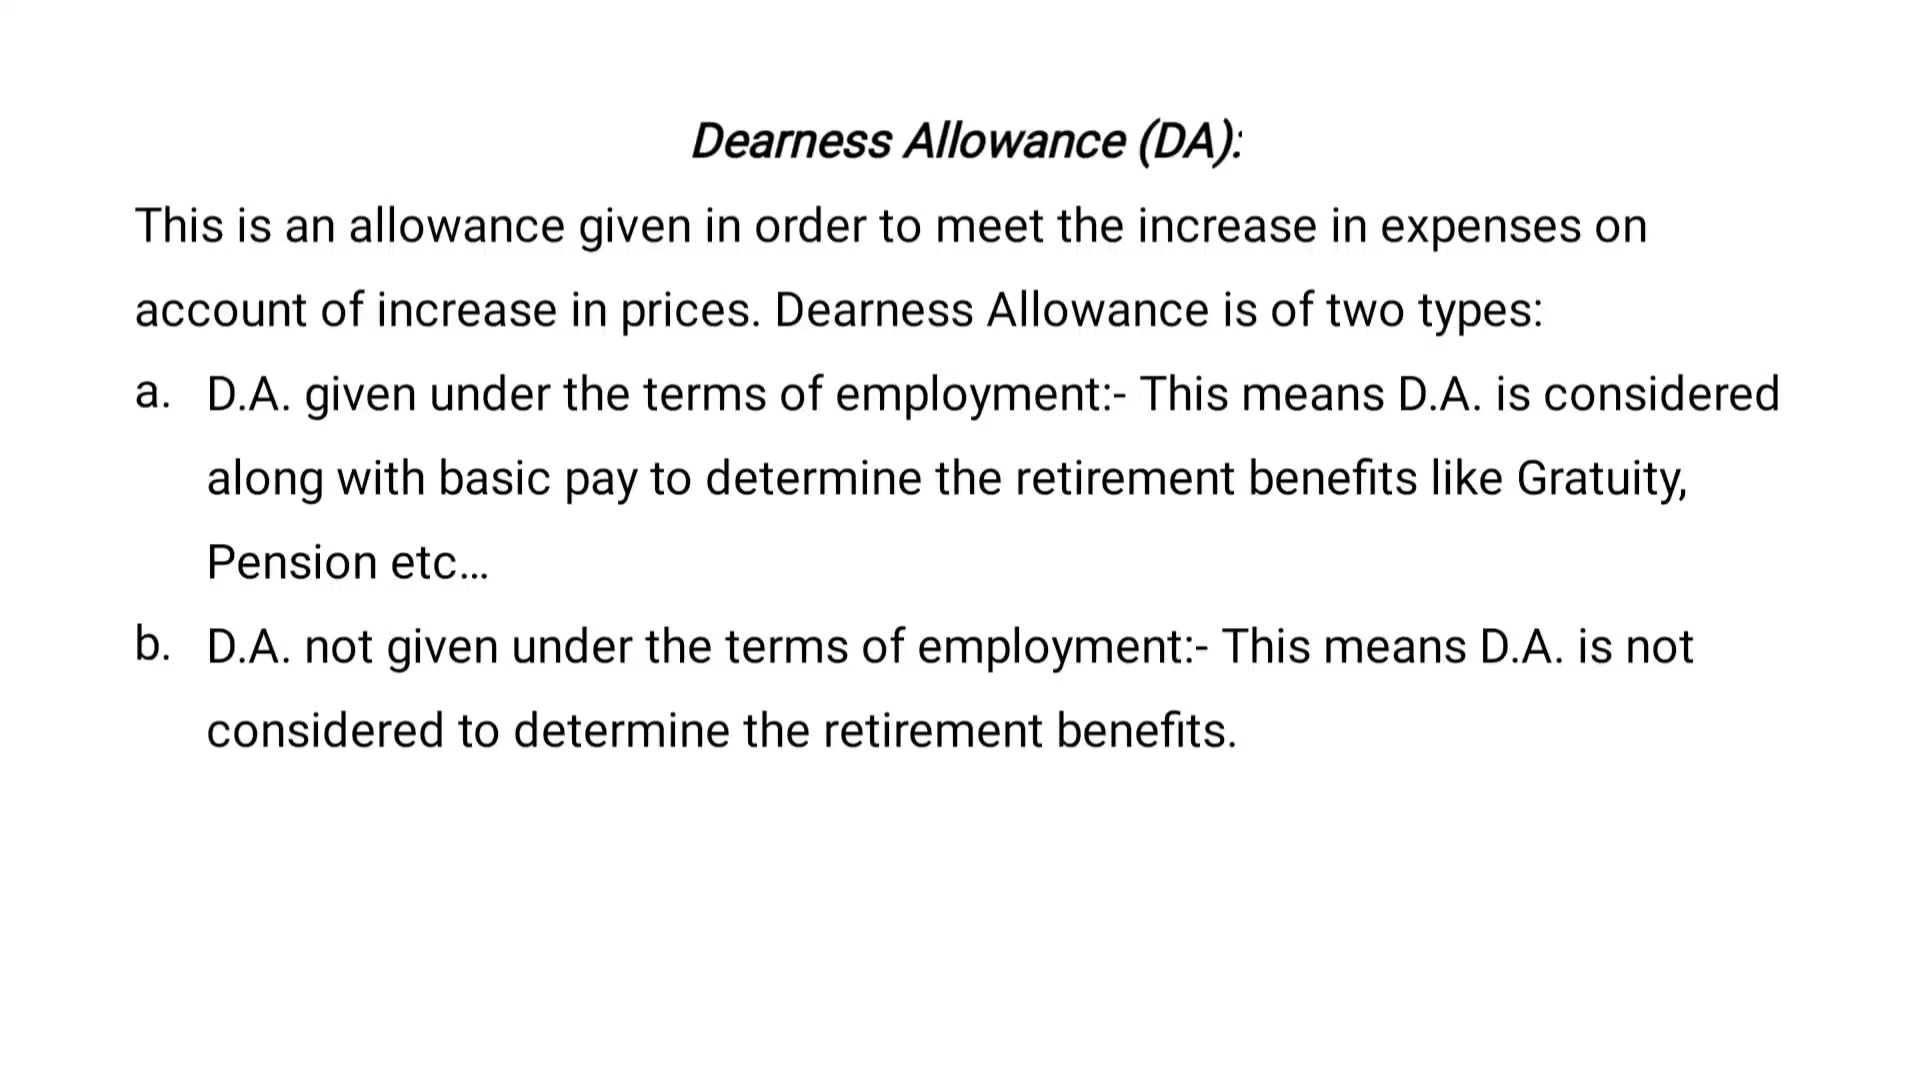 Dearness Allowance (DA):
This is an allowance given in order to meet the increase in expenses on
account of increase in prices. Dearness Allowance is of two types:
a. D.A. given under the terms of employment:- This means D.A. is considered
along with basic pay to determine the retirement benefits like Gratuity,
Pension etc...
b. D.A. not given under the terms of employment:- This means D.A. is not
considered to determine the retirement benefits.